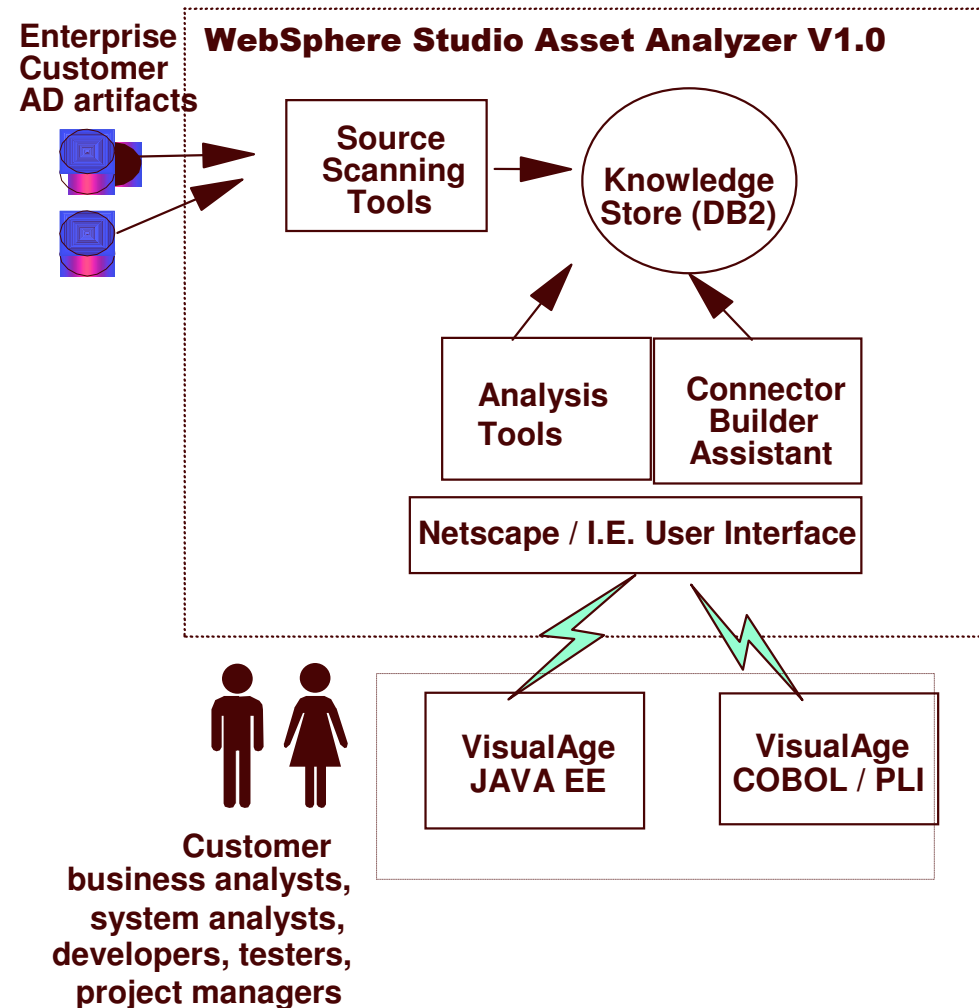 Enterprise
Customer
AD artifacts
WebSphere Studio Asset Analyzer V1.0
Source
Scanning
Tools
Knowledge
Store (DB2)
Analysis
Tools
Connector
Builder
Assistant
Netscape / I.E. User Interface
VisualAge
JAVA EE
VisualAge
COBOL / PLI
Customer
business analysts,
system analysts,
developers, testers,
project managers